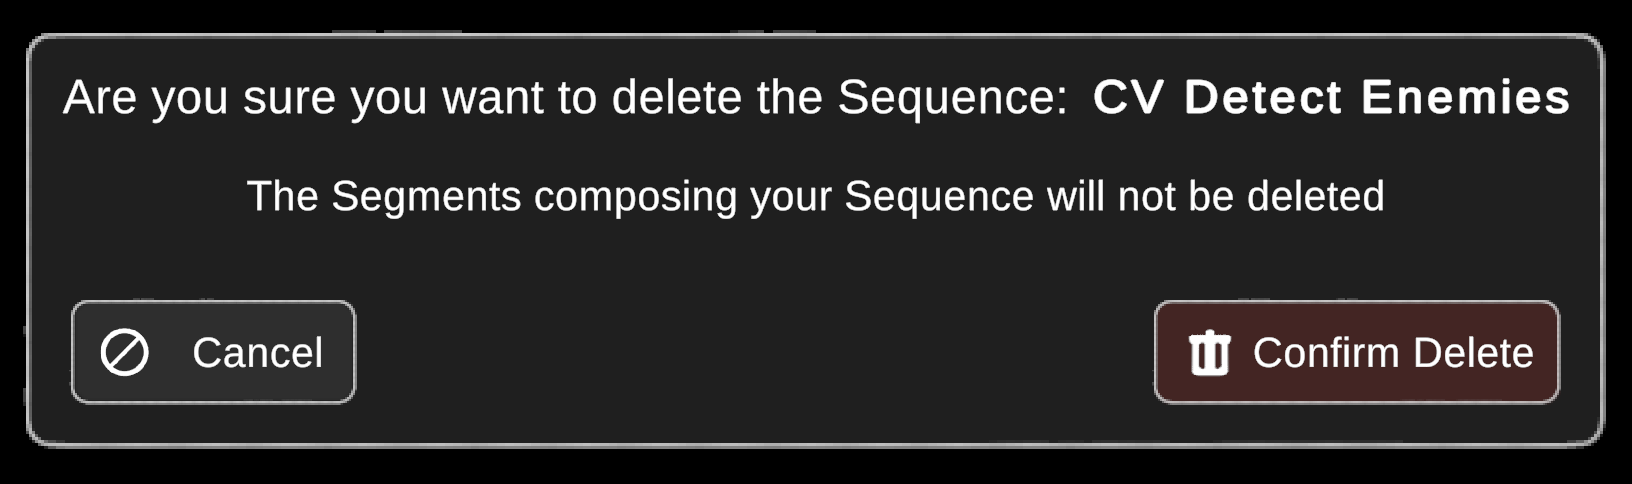 Are you sure you want to delete the Sequence: CV Detect Enemies
The Segments composing your Sequence will not be deleted
Cancel
Confirm Delete